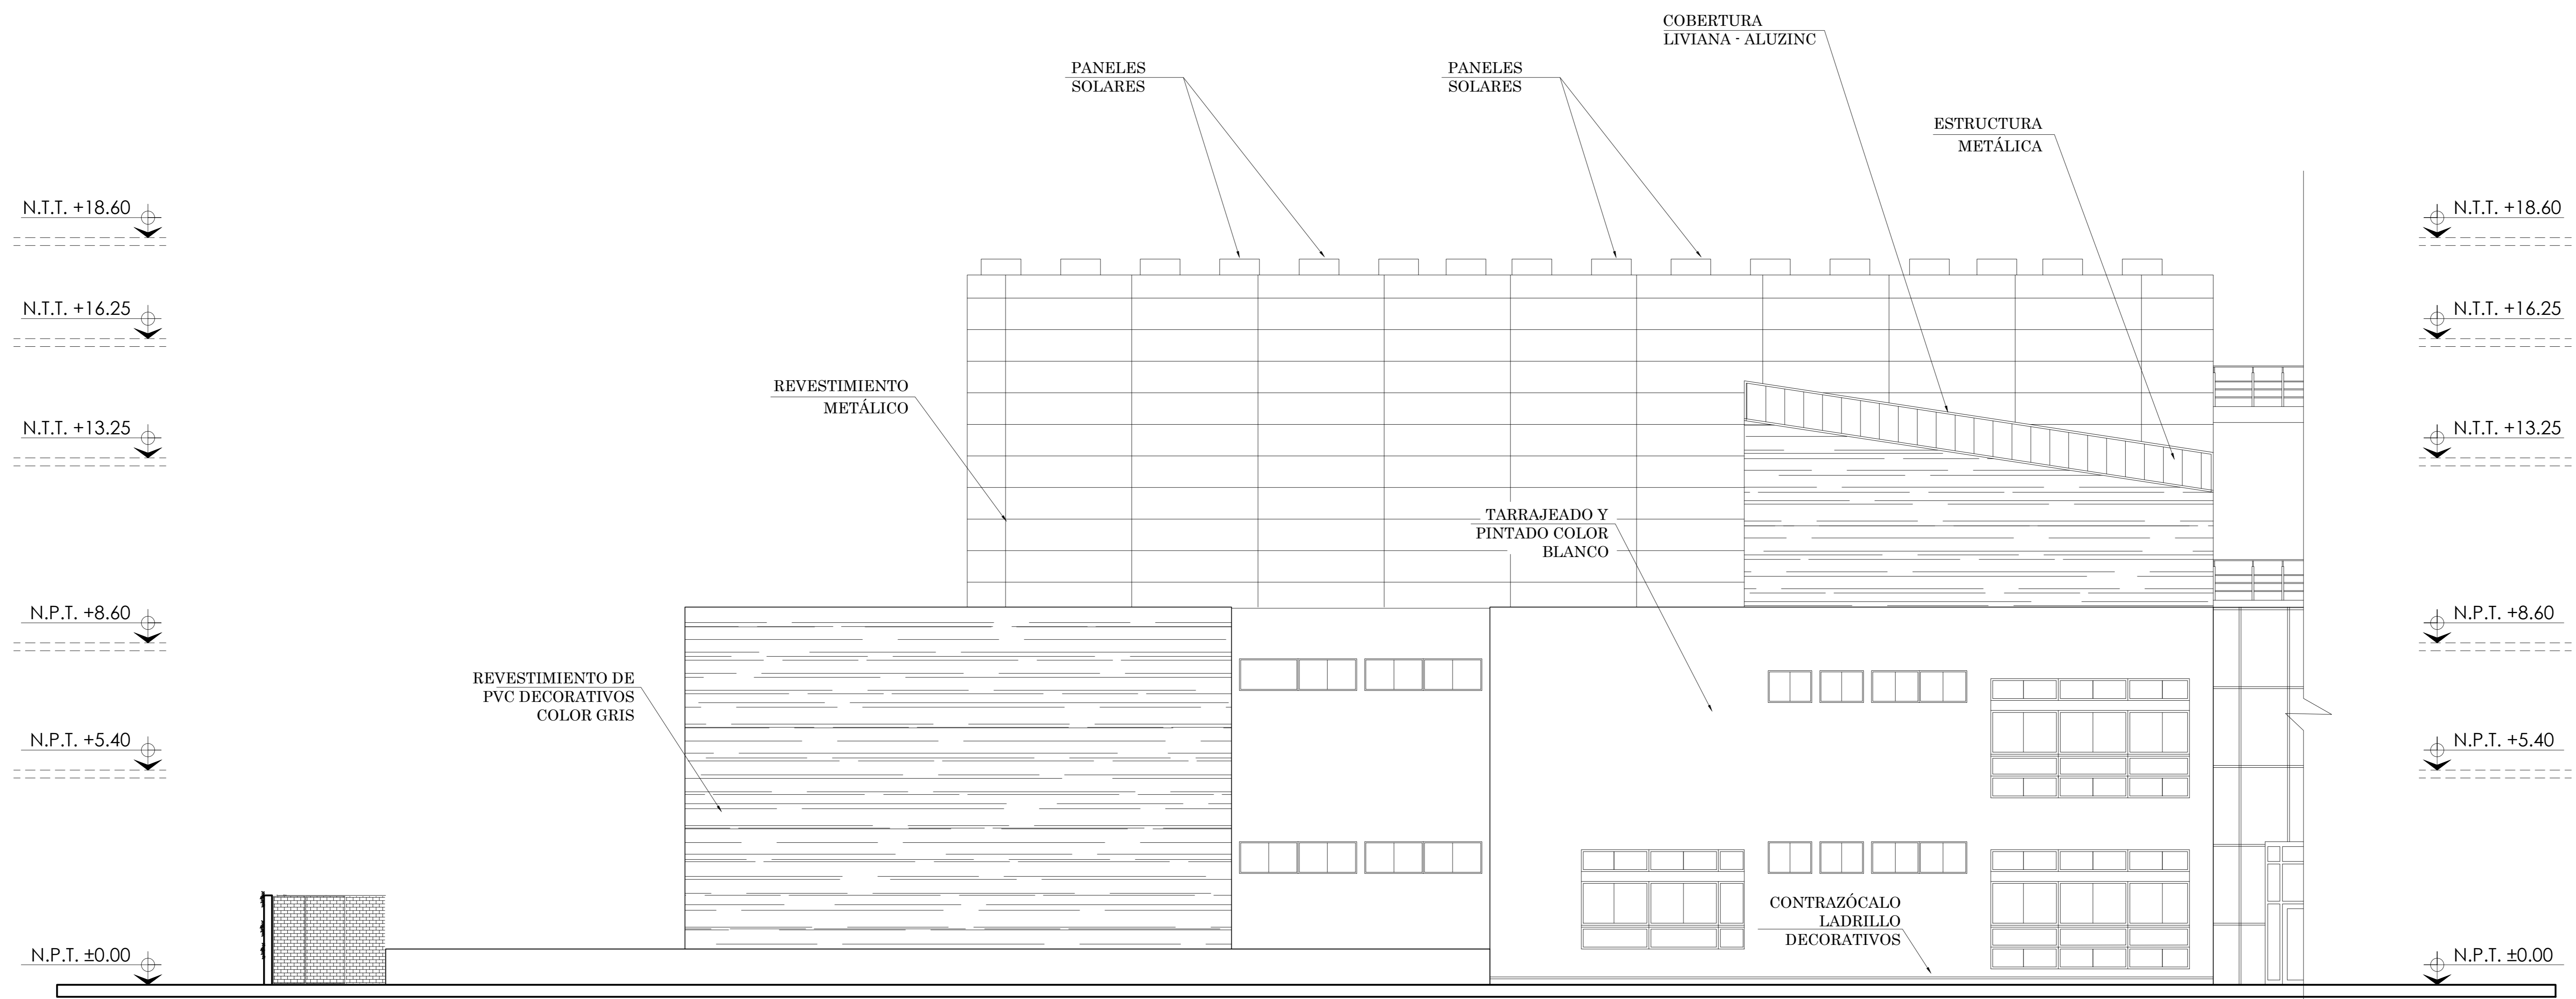 COBERTURA
LIVIANA - ALUZINC
PANELES
SOLARES
PANELES
SOLARES
ESTRUCTURA
METÁLICA
N.T.T. +18.60
N.T.T. +18.60
N.T.T. +16.25
N.T.T. +16.25
REVESTIMIENTO
METÁLICO
N.T.T. +13.25
N.T.T. +13.25
TARRAJEADO Y
PINTADO COLOR
BLANCO
N.P.T. +8.60
N.P.T. +8.60
REVESTIMIENTO DE
PVC DECORATIVOS
COLOR GRIS
N.P.T. +5.40
N.P.T. +5.40
CONTRAZÓCALO
LADRILLO
DECORATIVOS
N.P.T. ±0.00
N.P.T. ±0.00